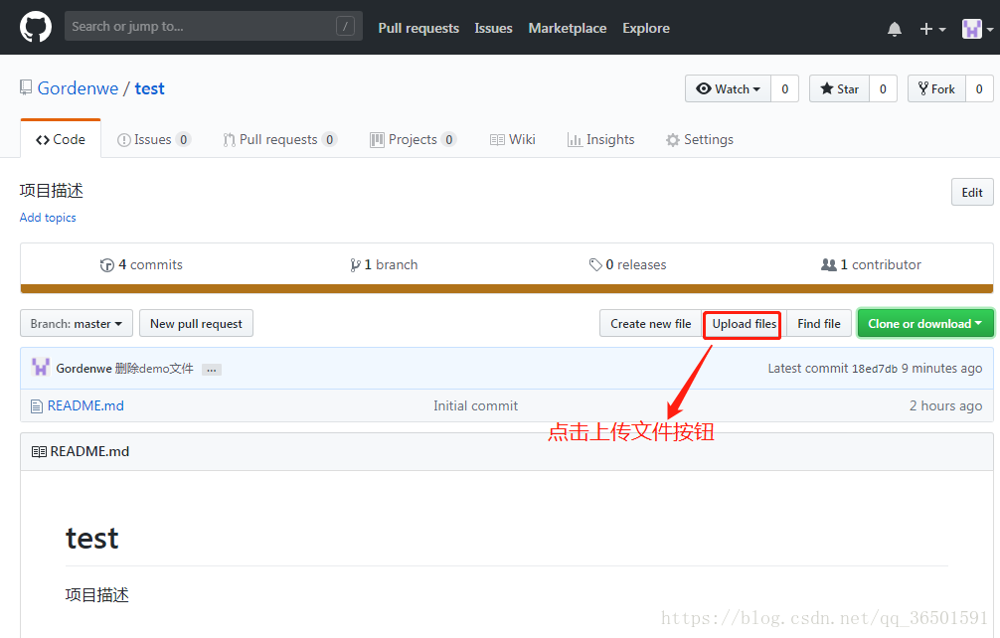 Search or jump to... / Pull requests Issues Marketplace Explore
Gordenwe / test Watch 0 Star 0 Fork 0
Code Issues 0 Pull requests 0 Projects 0 Wiki Insights Settings
项目描述 Edit
Add topics
4 commits 1 branch 0 releases 1 contributor
Branch: master New pull request Create new file Upload files Find file Clone or download
Gordenwe 删除demo文件 ... Latest commit 18ed7db 9 minutes ago
README.md Initial commit 2 hours ago
点击上传文件按钮
README.md
test
项目描述
https://blog.csdn.net/qq_36501591